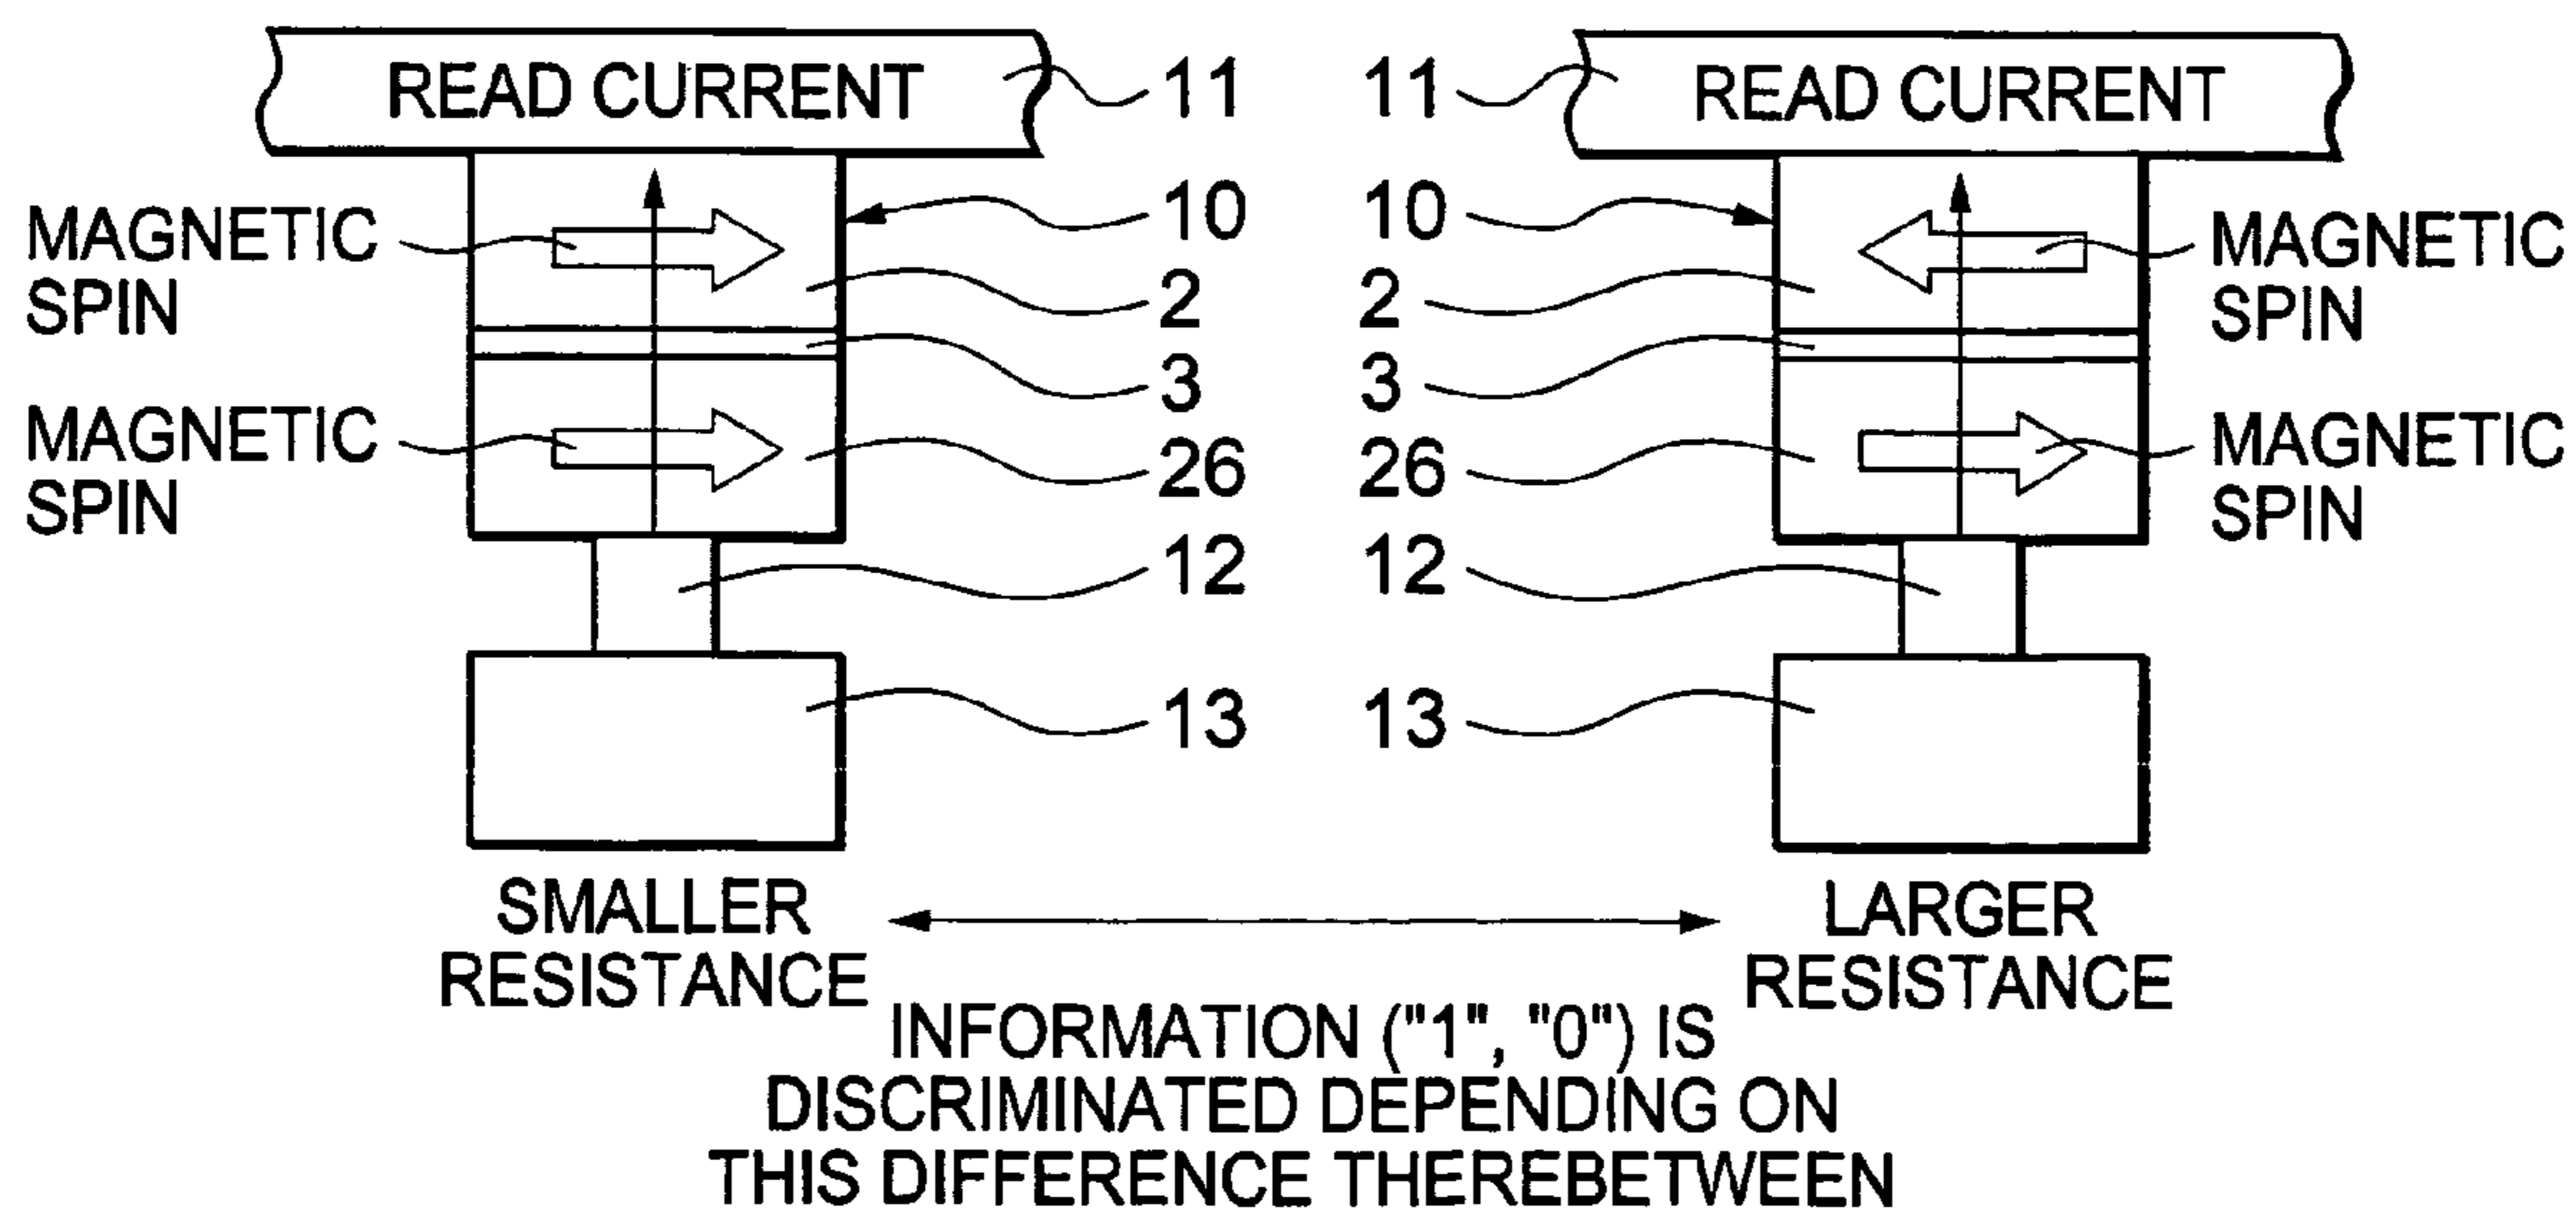 READ CURRENT
11
11
READ CURRENT
MAGNETIC
SPIN
10
10
MAGNETIC
SPIN
2
2
3
3
MAGNETIC
SPIN
26
26
MAGNETIC
SPIN
12
12
13
13
SMALLER
RESISTANCE
LARGER
RESISTANCE
INFORMATION ("1", "0") IS
DISCRIMINATED DEPENDING ON
THIS DIFFERENCE THEREBETWEEN